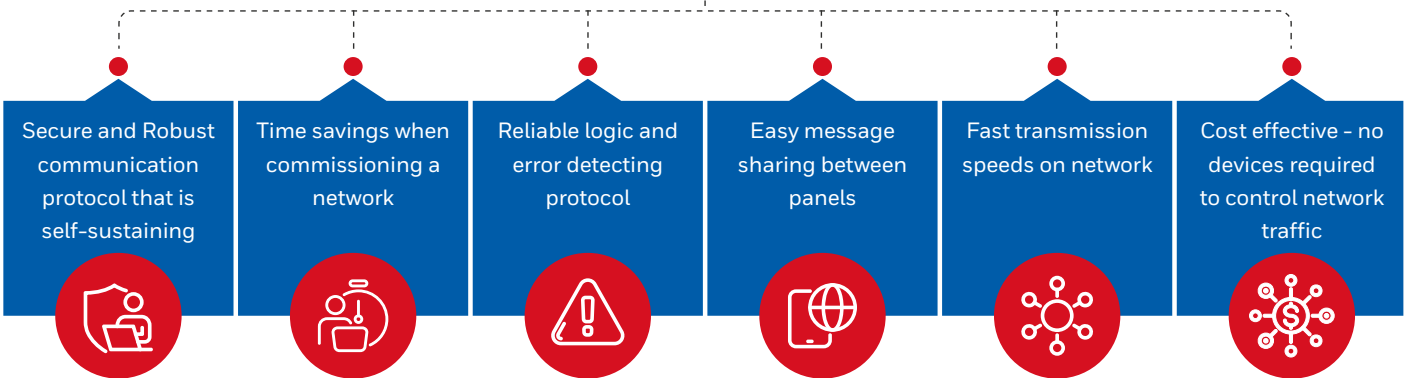 Secure and Robust
communication
protocol that is
self-sustaining
Time savings when
commissioning a
network
Reliable logic and
error detecting
protocol
Easy message
sharing between
panels
Fast transmission
speeds on network
Cost effective - no
devices required
to control network
traffic
$